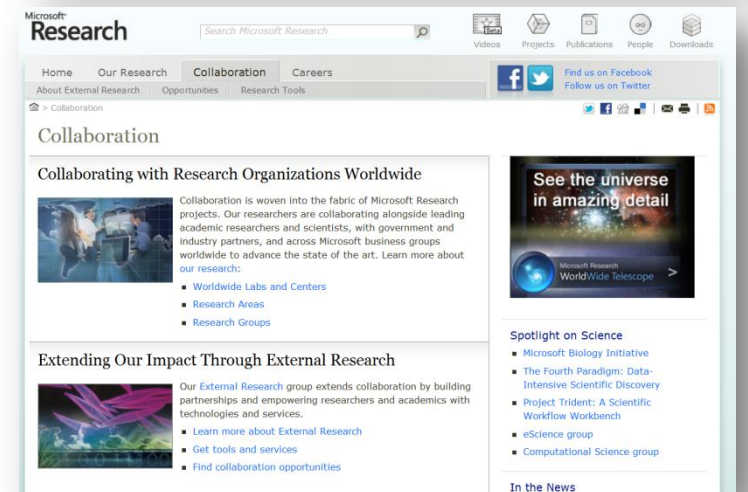 Microsoft®
Research
Search Microsoft Research
Beta
Videos
Projects
Publications
People
Downloads
Home
Our Research
Collaboration
Careers
About External Research
Opportunities
Research Tools
Find us on Facebook
Follow us on Twitter
> Collaboration
Collaboration
Collaborating with Research Organizations Worldwide
Collaboration is woven into the fabric of Microsoft Research
projects. Our researchers are collaborating alongside leading
academic researchers and scientists, with government and
industry partners, and across Microsoft business groups
worldwide to advance the state of the art. Learn more about
our research:
Worldwide Labs and Centers
Research Areas
Research Groups
Extending Our Impact Through External Research
Our External Research group extends collaboration by building
partnerships and empowering researchers and academics with
technologies and services.
Learn more about External Research
Get tools and services
Find collaboration opportunities
See the universe
in amazing detail
Microsoft Research
WorldWide Telescope
>
Spotlight on Science
Microsoft Biology Initiative
The Fourth Paradigm: Data-
Intensive Scientific Discovery
Project Trident: A Scientific
Workflow Workbench
eScience group
Computational Science group
In the News